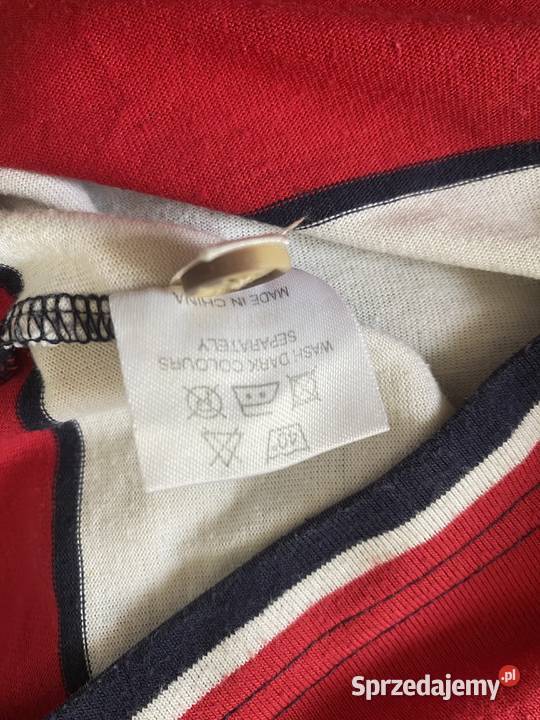 40
WASH DARK COLOURS
SEPARATELY
MADE IN CHINA
Sprzedajemy.pl